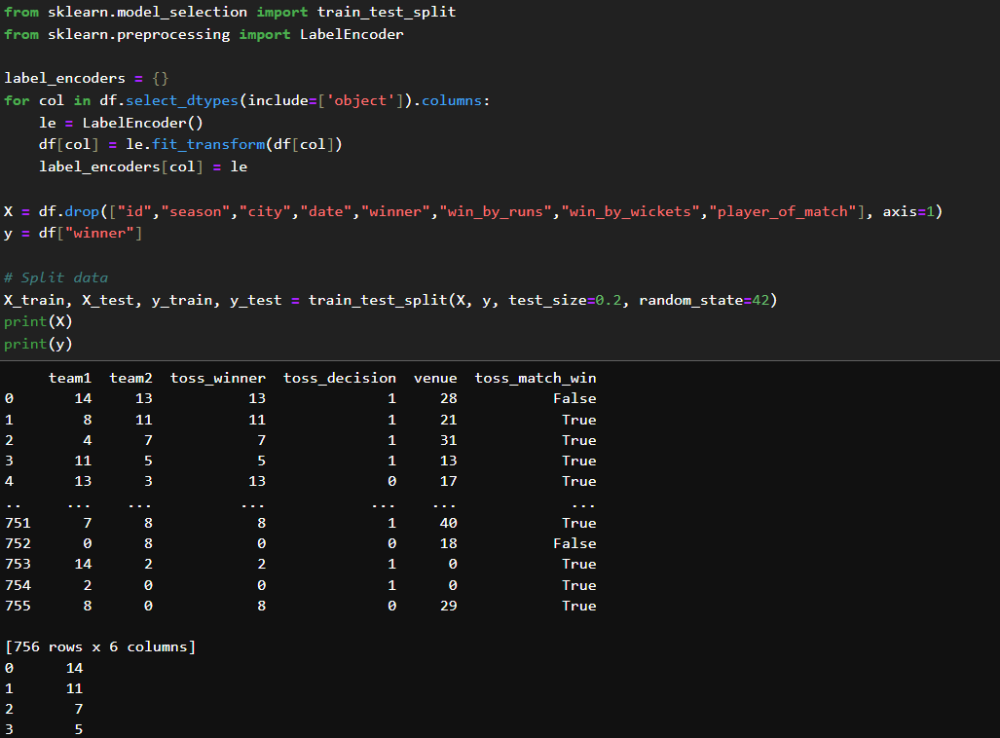 from sklearn.model_selection import train_test_split
from sklearn.preprocessing import LabelEncoder
label_encoders = {}
for col in df.select_dtypes(include=['object']).columns:
    le = LabelEncoder()
    df[col] = le.fit_transform(df[col])
    label_encoders[col] = le
X = df.drop(["id","season","city","date","winner","win_by_runs","win_by_wickets","player_of_match"], axis=1)
y = df["winner"]
# Split data
X_train, X_test, y_train, y_test = train_test_split(X, y, test_size=0.2, random_state=42)
print(X)
print(y)
     team1  team2  toss_winner  toss_decision  venue  toss_match_win
0       14     13           13              1     28           False
1        8     11           11              1     21            True
2        4      7            7              1     31            True
3       11      5            5              1     13            True
4       13      3           13              0     17            True
..     ...    ...          ...            ...    ...             ...
751      7      8            8              1     40            True
752      0      8            0              0     18           False
753     14      2            2              1      0            True
754      2      0            0              1      0            True
755      8      0            8              0     29            True
[756 rows x 6 columns]
0      14
1      11
2       7
3       5